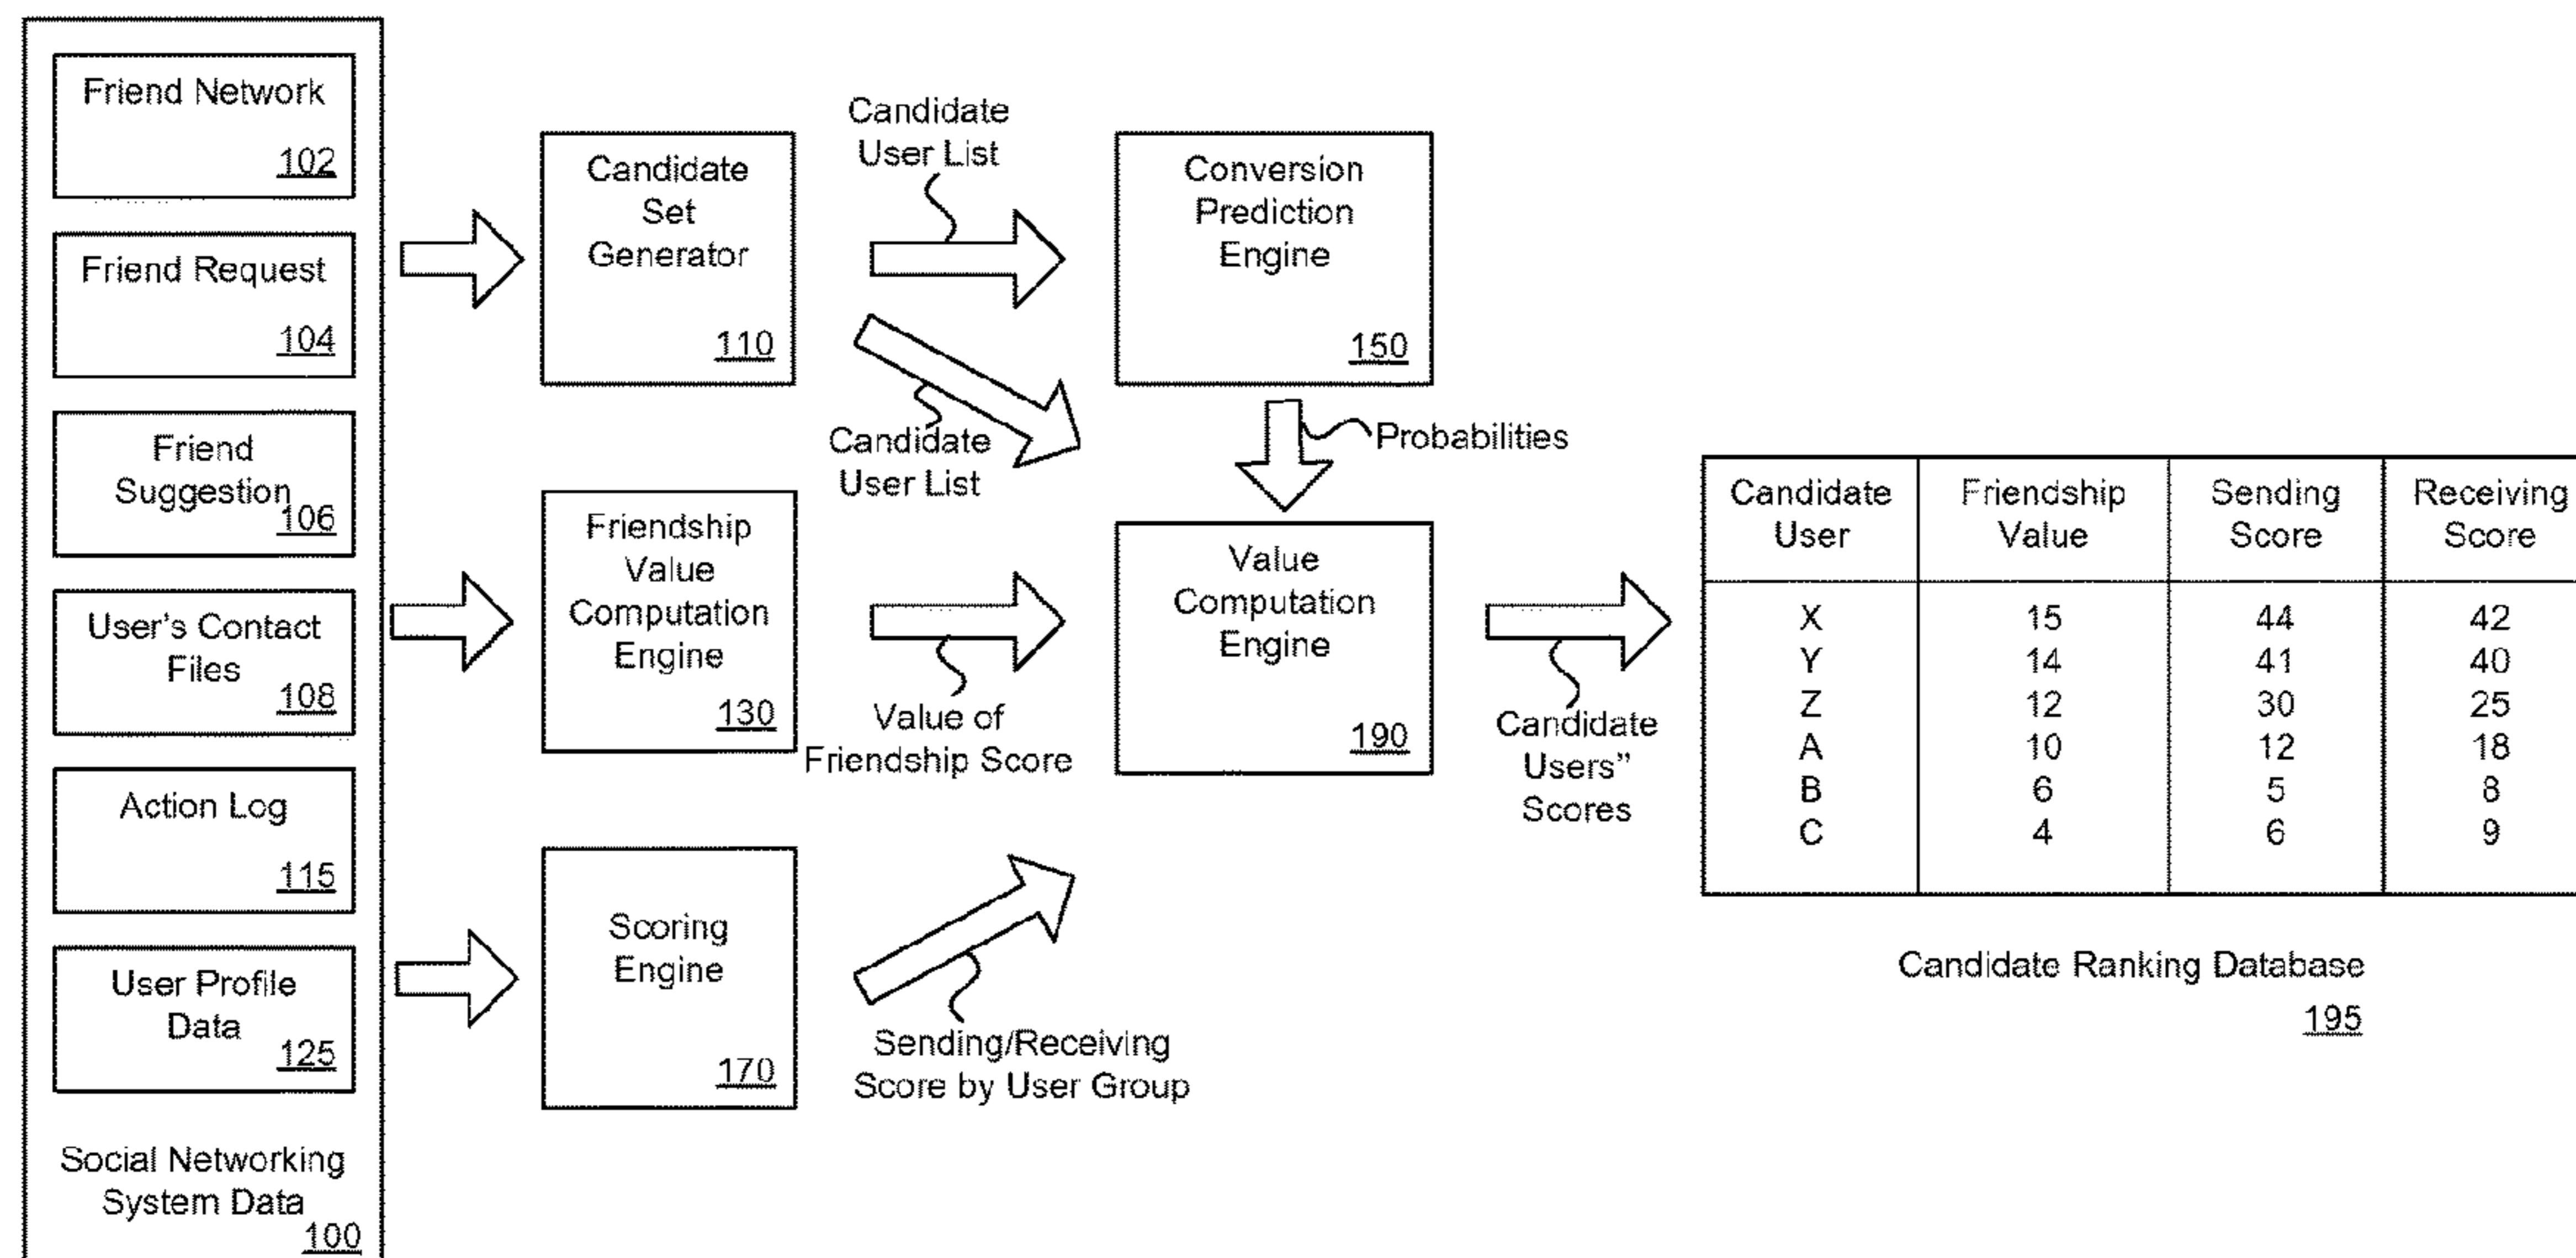 Friend Network
102
Friend Request
104
Friend
Suggestion
106
User's Contact
Files
108
Action Log
115
User Profile
Data
125
Social Networking
System Data
100
Candidate
Set
Generator
110
Friendship
Value
Computation
Engine
130
Scoring
Engine
170
Candidate
User List
Candidate
User List
Value of
Friendship Score
Sending/Receiving
Score by User Group
Conversion
Prediction
Engine
150
Probabilities
Value
Computation
Engine
190
Candidate
Users”
Scores
Candidate User Friendship Value Sending Score Receiving Score
X 15 44 42
Y 14 41 40
Z 12 30 25
A 10 12 18
B 6 5 8
C 4 6 9
Candidate Ranking Database
195